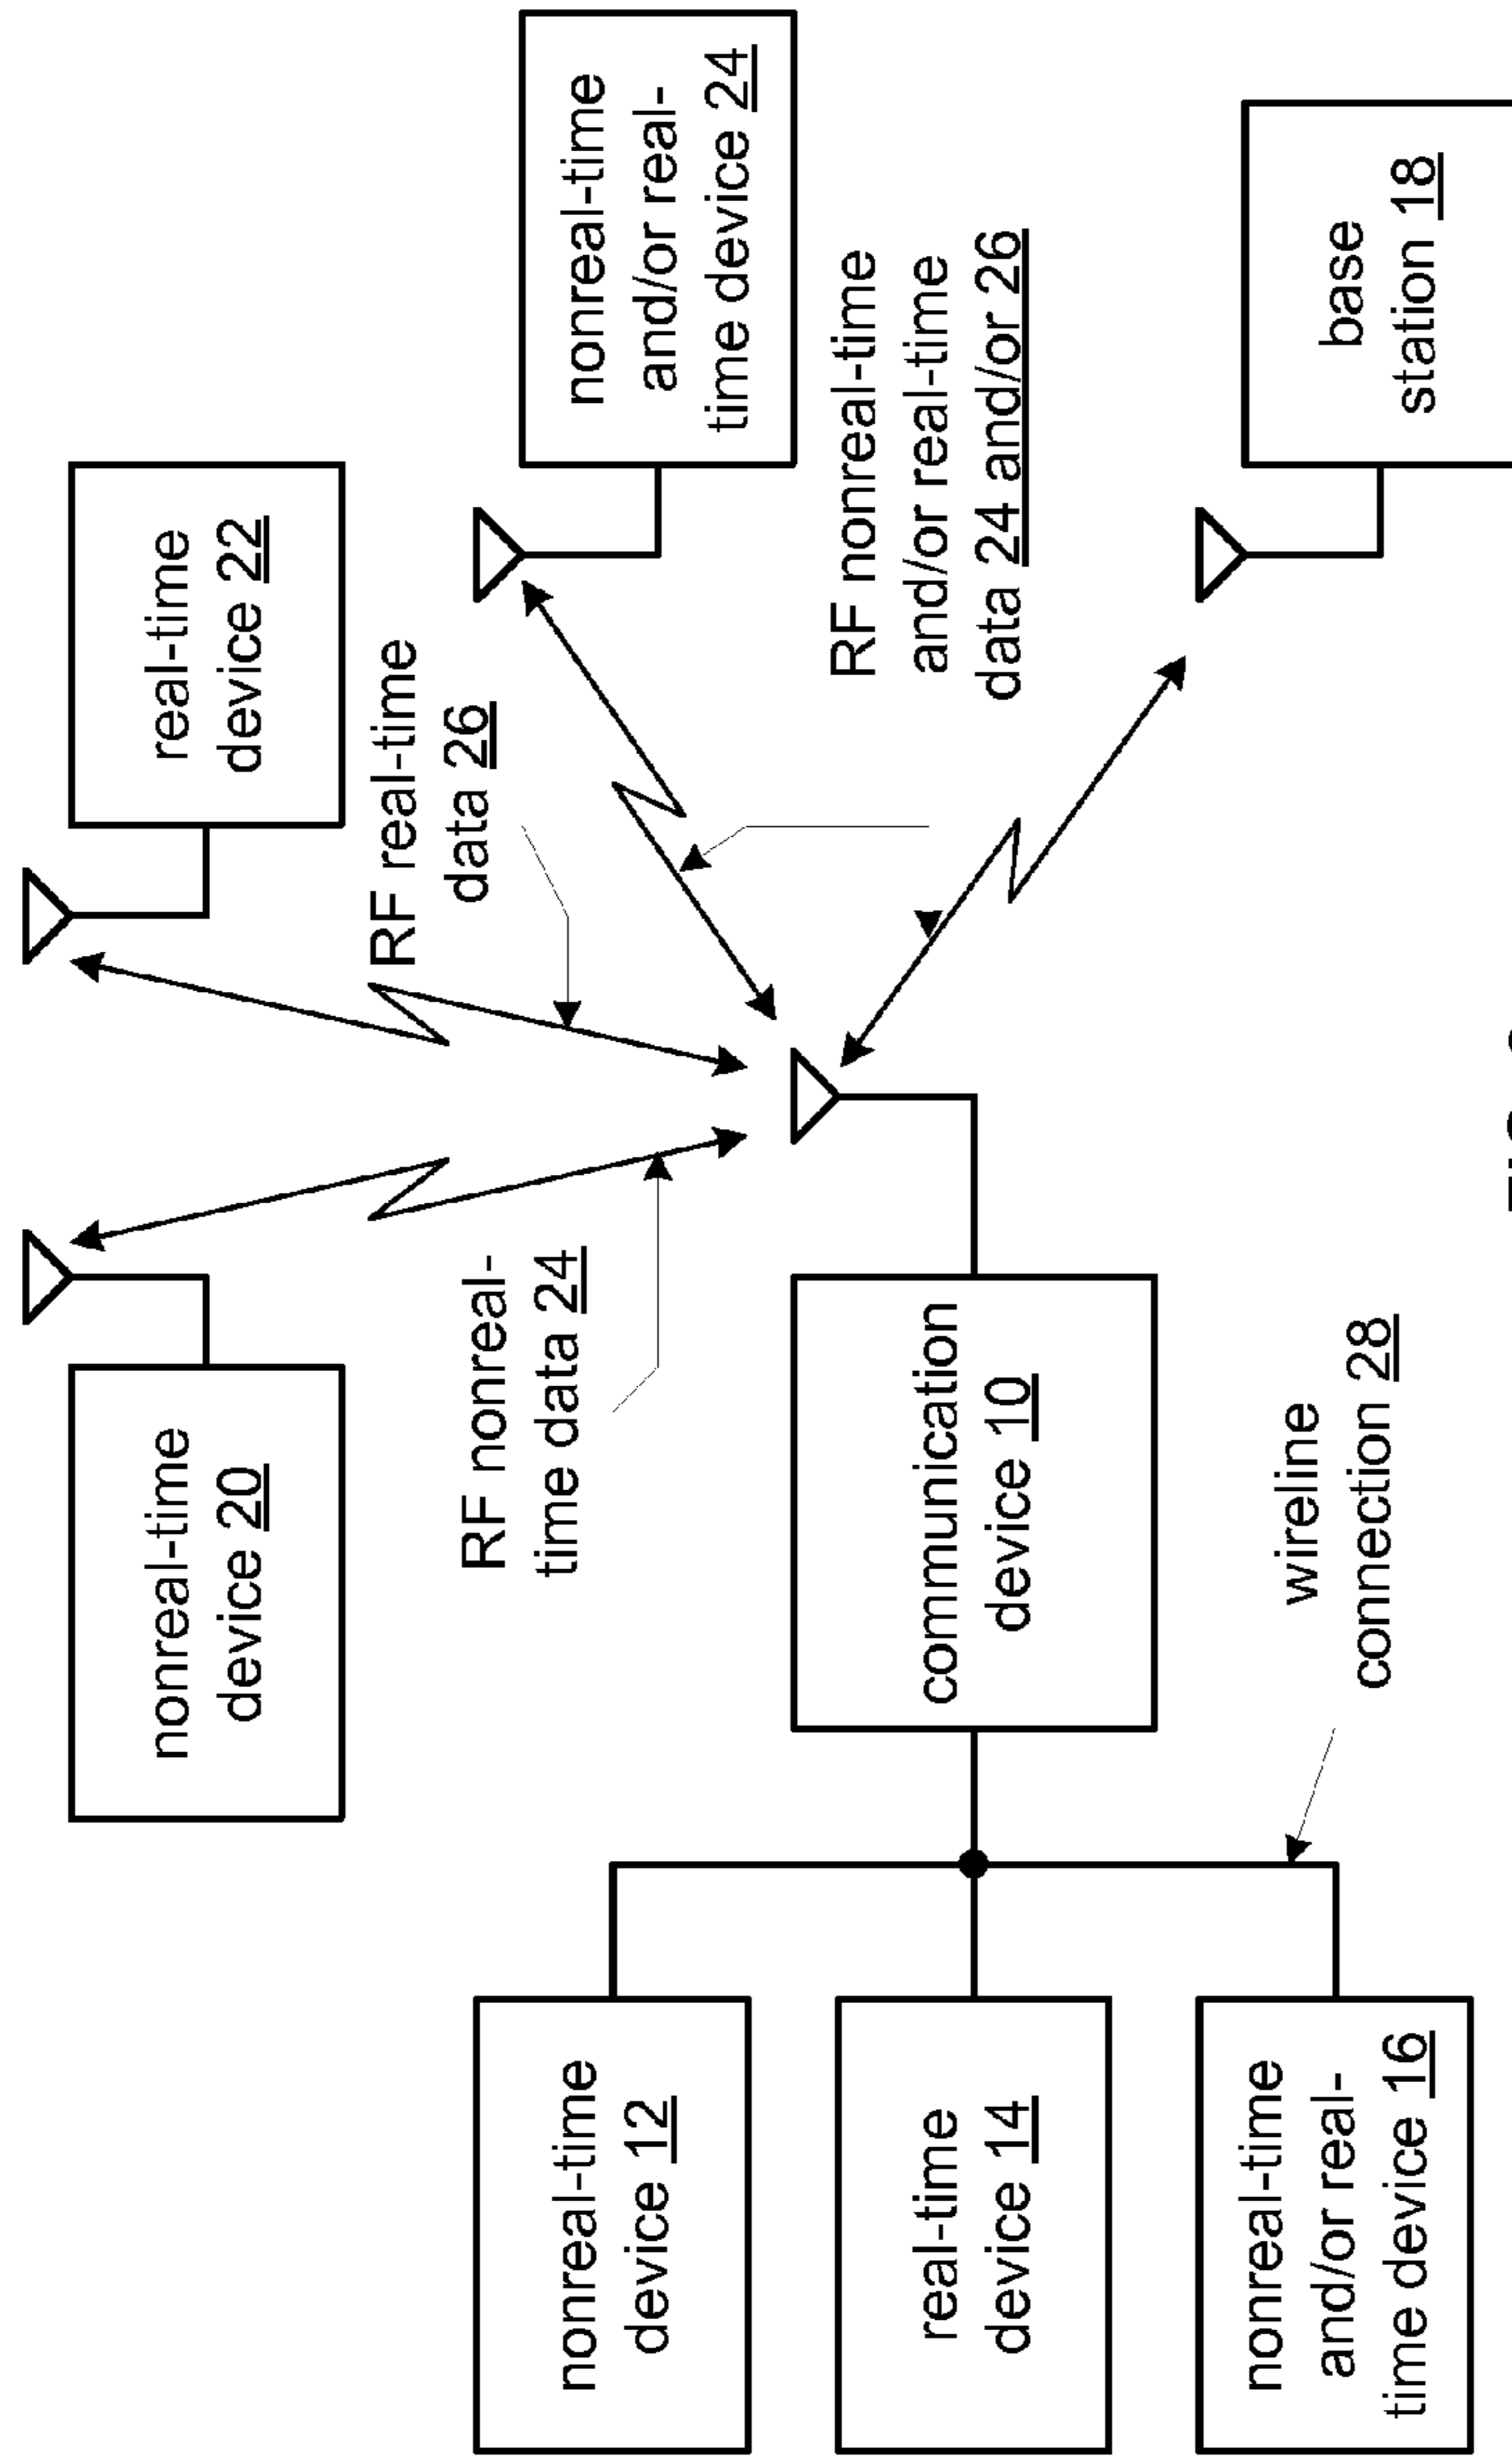 nonreal-time
device 20
real-time
device 22
RF real-time
data 26
RF nonreal-
time data 24
nonreal-time
and/or real-
time device 24
nonreal-time
device 12
communication
device 10
RF nonreal-time
and/or real-time
data 24 and/or 26
real-time
device 14
wireline
connection 28
nonreal-time
and/or real-
time device 16
base
station 18